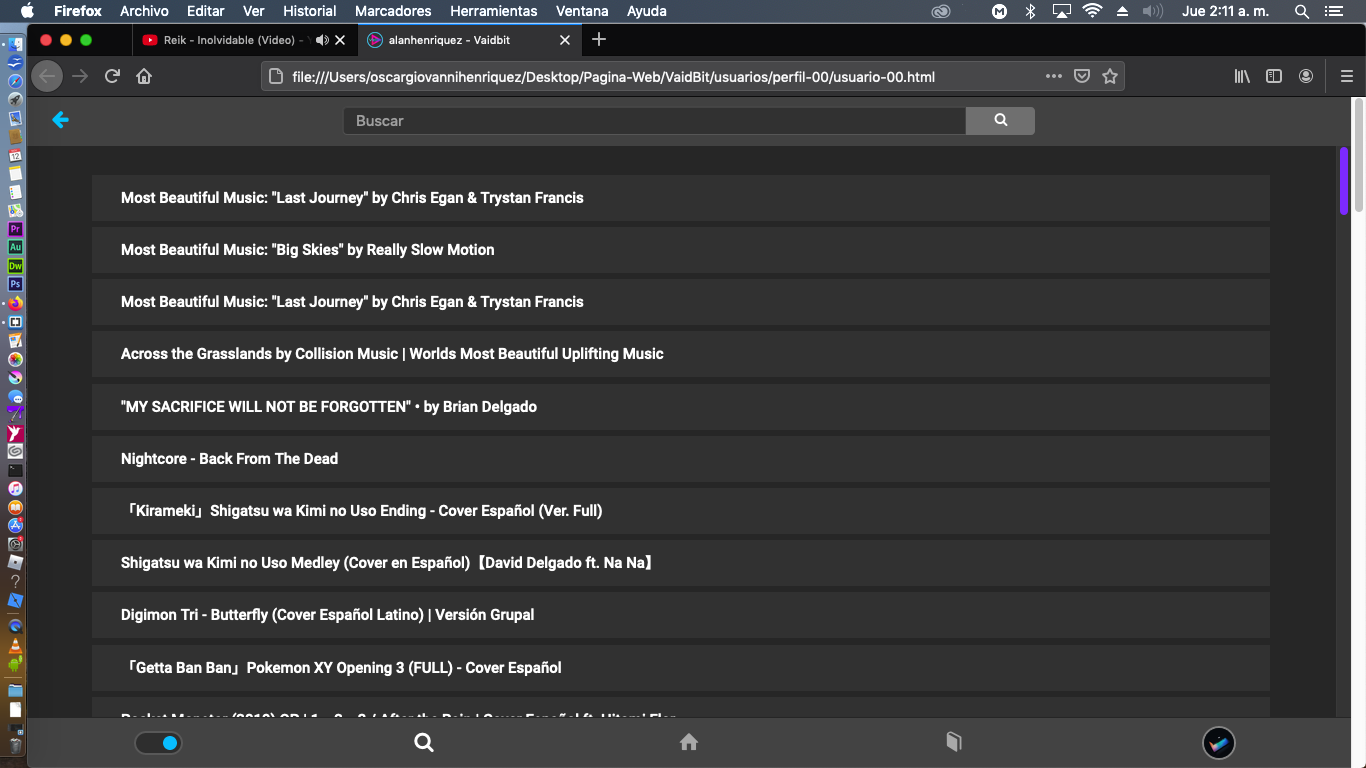 Firefox Archivo Editar Ver Historial Marcadores Herramientas Ventana Ayuda Jue 2:11 a. m.
Reik - Inolvidable (Video) - alanhenriquez - Vaidbit
file:///Users/oscargiovannihenriquez/Desktop/Pagina-Web/VaidBit/usuarios/perfil-00/usuario-00.html
Buscar
Most Beautiful Music: "Last Journey" by Chris Egan & Trystan Francis
Most Beautiful Music: "Big Skies" by Really Slow Motion
Most Beautiful Music: "Last Journey" by Chris Egan & Trystan Francis
Across the Grasslands by Collision Music | Worlds Most Beautiful Uplifting Music
"MY SACRIFICE WILL NOT BE FORGOTTEN" • by Brian Delgado
Nightcore - Back From The Dead
「Kirameki」Shigatsu wa Kimi no Uso Ending - Cover Español (Ver. Full)
Shigatsu wa Kimi no Uso Medley (Cover en Español)【David Delgado ft. Na Na】
Digimon Tri - Butterfly (Cover Español Latino) | Versión Grupal
「Getta Ban Ban」Pokemon XY Opening 3 (FULL) - Cover Español
12
Pr
Au
Dw
Ps